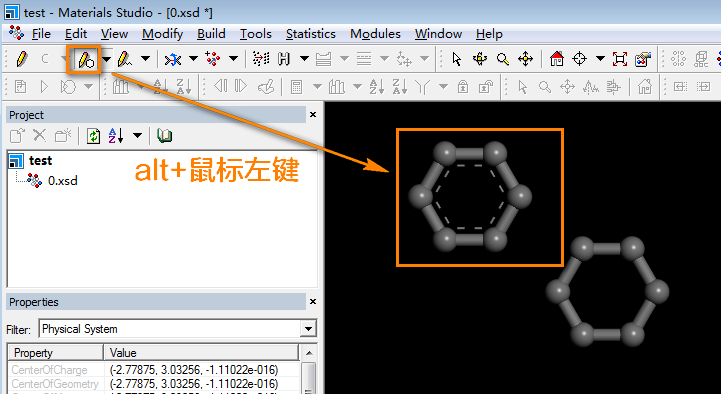 test - Materials Studio - [0.xsd *]
File Edit View Modify Build Tools Statistics Modules Window Help
Project
test
0.xsd
alt+鼠标左键
Properties
Filter: Physical System
Property Value
CenterOfCharge (-2.77875, 3.03256, -1.11022e-016)
CenterOfGeometry (-2.77875, 3.03256, -1.11022e-016)